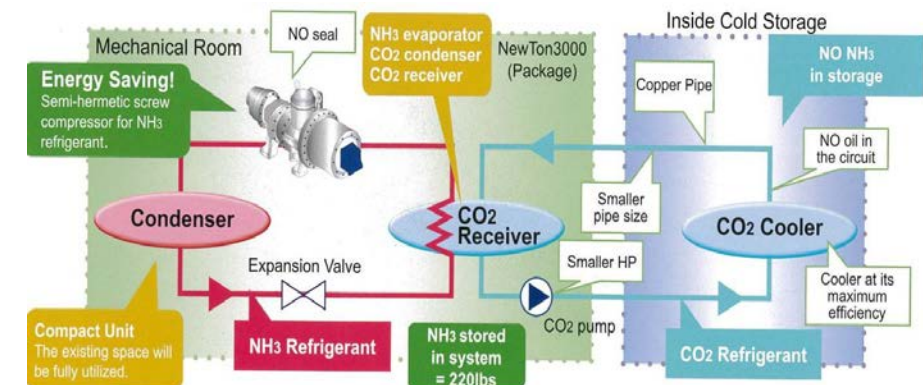 Mechanical Room
NO seal
NH3 evaporator
CO2 condenser
CO2 receiver
NewTon3000
(Package)
Inside Cold Storage
Energy Saving!
Semi-hermetic screw
compressor for NH3
refrigerant.
Copper Pipe
NO NH3
in storage
NO oil in
the circuit
Condenser
CO2
Receiver
Smaller
pipe size
CO2 Cooler
Expansion Valve
Smaller HP
Cooler at its
maximum
efficiency
Compact Unit
The existing space will
be fully utilized.
NH3 Refrigerant
NH3 stored
in system
= 220lbs
CO2 pump
CO2 Refrigerant